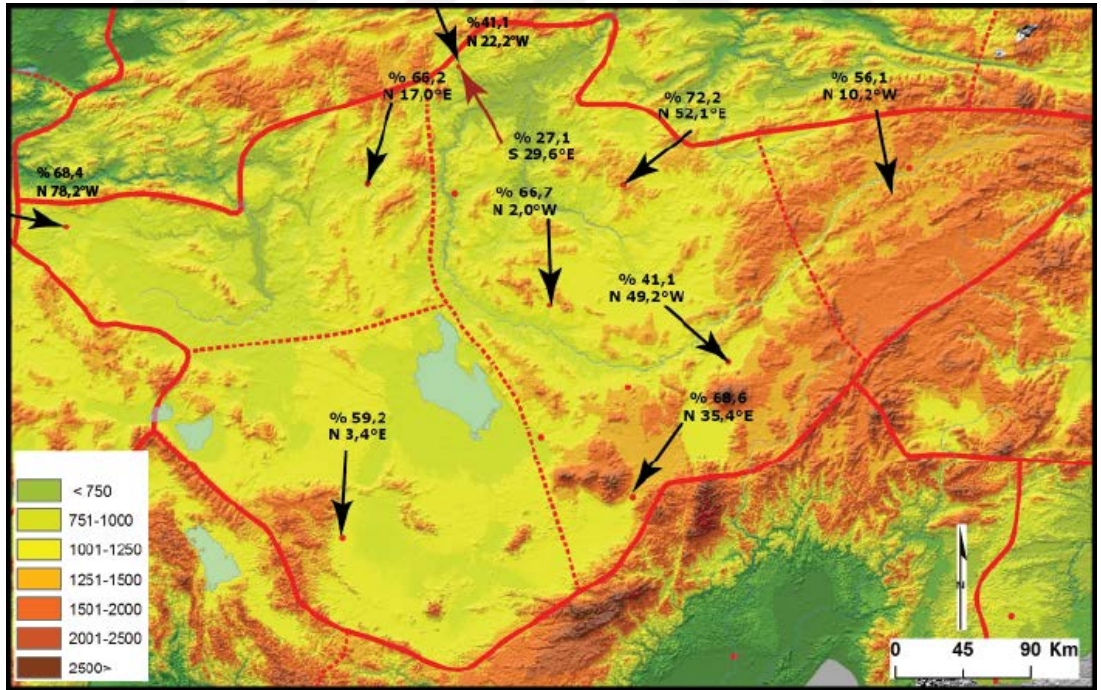 %41,1
N 22,2°W
% 66,2
N 17,0°E
% 56,1
N 10,2°W
% 72,2
N 52,1°E
% 27,1
S 29,6°E
% 68,4
N 78,2°W
% 66,7
N 2,0°W
% 41,1
N 49,2°W
% 68,6
N 35,4°E
% 59,2
N 3,4°E
< 750
751-1000
1001-1250
1251-1500
1501-2000
2001-2500
2500>
N
0 45 90 Km